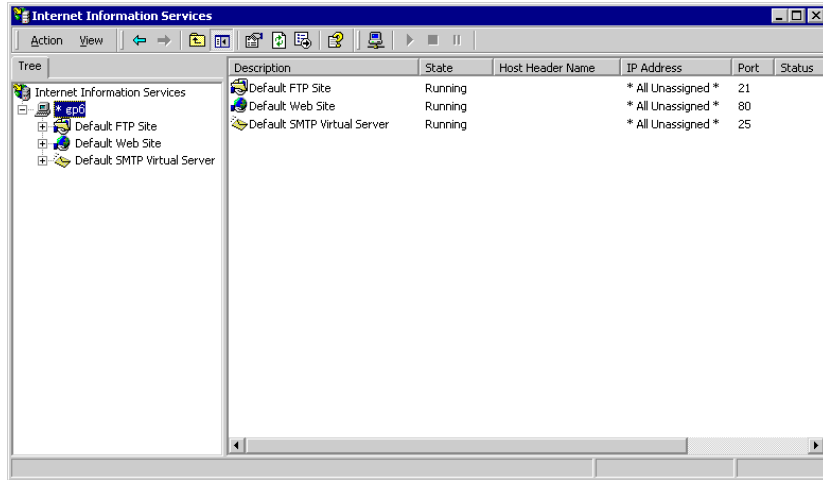 Internet Information Services
Action View
Tree
Internet Information Services
* gp6
Default FTP Site
Default Web Site
Default SMTP Virtual Server
Description State Host Header Name IP Address Port Status
Default FTP Site Running * All Unassigned * 21
Default Web Site Running * All Unassigned * 80
Default SMTP Virtual Server Running * All Unassigned * 25